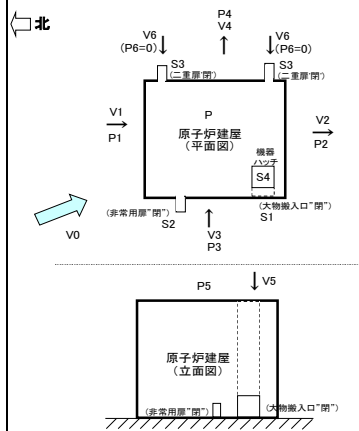 北
P4
V4
V6
(P6=0)
V6
(P6=0)
S3
(二重扉"閉")
S3
(二重扉"閉")
V1
P1
P
原子炉建屋
(平面図)
機器
ハッチ
S4
V2
P2
(非常用扉"閉")
S2
(大物搬入口"閉")
S1
V0
V3
P3
P5
V5
原子炉建屋
(立面図)
(非常用扉"閉")
(大物搬入口"閉")